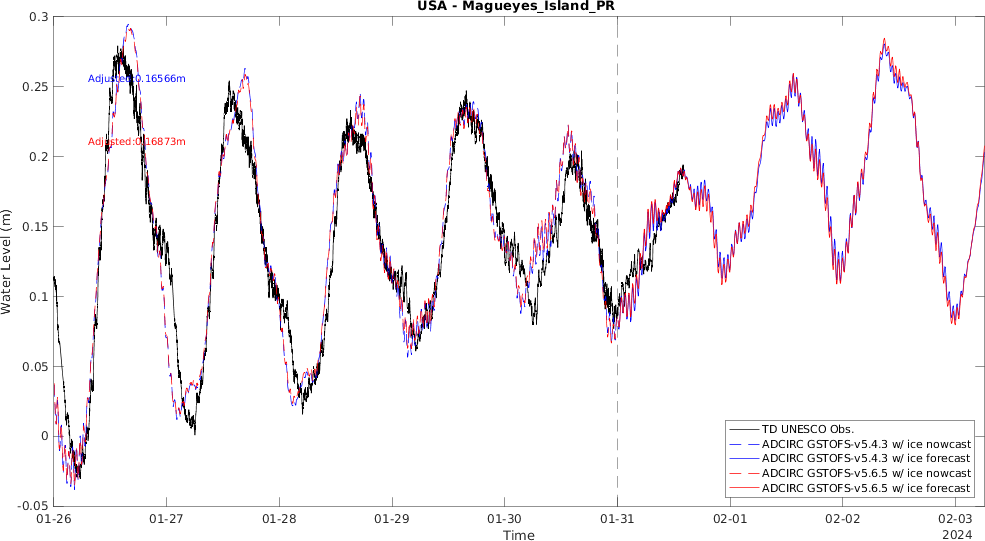 USA - Magueyes_Island_PR
Water Level (m)
0.3
0.25
0.2
0.15
0.1
0.05
0
-0.05
Adjusted:0.16566m
Adjusted:0.16873m
TD UNESCO Obs.
ADCIRC GSTOFS-v5.4.3 w/ ice nowcast
ADCIRC GSTOFS-v5.4.3 w/ ice forecast
ADCIRC GSTOFS-v5.6.5 w/ ice nowcast
ADCIRC GSTOFS-v5.6.5 w/ ice forecast
01-26 01-27 01-28 01-29 01-30 01-31 02-01 02-02 02-03
Time 2024